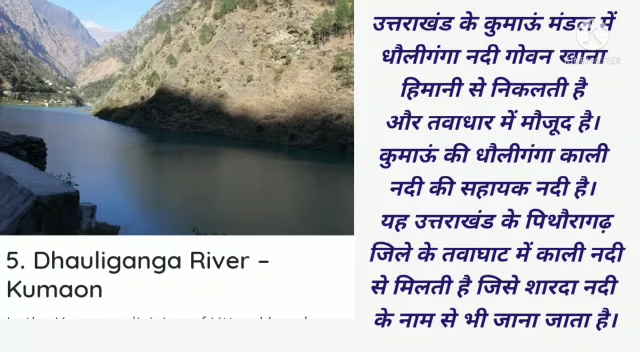 5. Dhauliganga River –
Kumaon
उत्तराखंड के कुमाऊं मंडल में
धौलीगंगा नदी गोवन
हिमानी से निकलती है
और तवाधार में मौजूद है।
कुमाऊं की धौलीगंगा काली
नदी की सहायक नदी है।
यह उत्तराखंड के पिथौरागढ़
जिले के तवाघाट में काली नदी
से मिलती है जिसे शारदा नदी
के नाम से भी जाना जाता है।